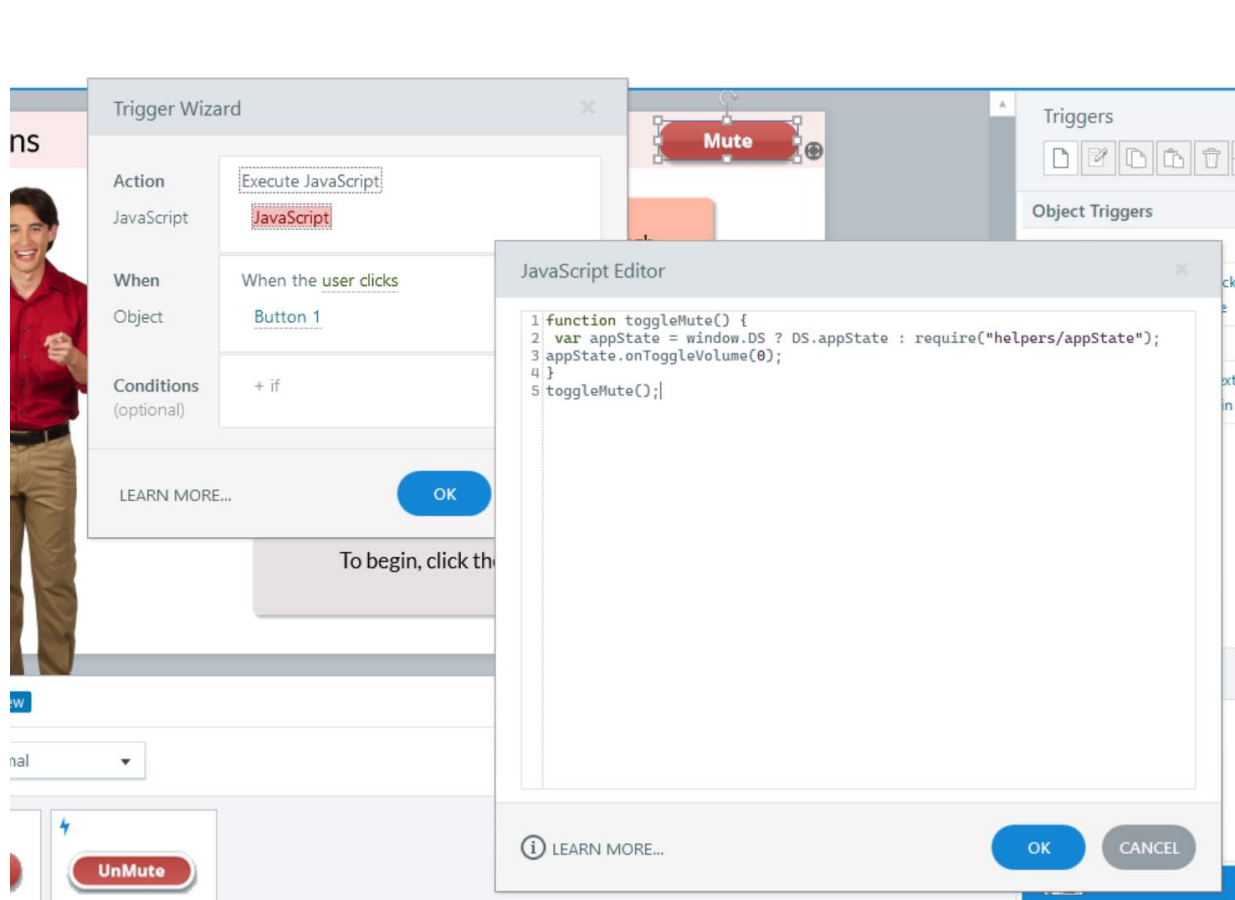 ns
Mute
Triggers
Object Triggers
Trigger Wizard
Action
Execute JavaScript
JavaScript
JavaScript
When
When the user clicks
Object
Button 1
Conditions
+ if
(optional)
LEARN MORE...
OK
JavaScript Editor
1 function toggleMute() {
2 var appState = window.DS ? DS.appState : require("helpers/appState");
3 appState.onToggleVolume(0);
4 }
5 toggleMute();
LEARN MORE...
OK
CANCEL
To begin, click the
UnMute